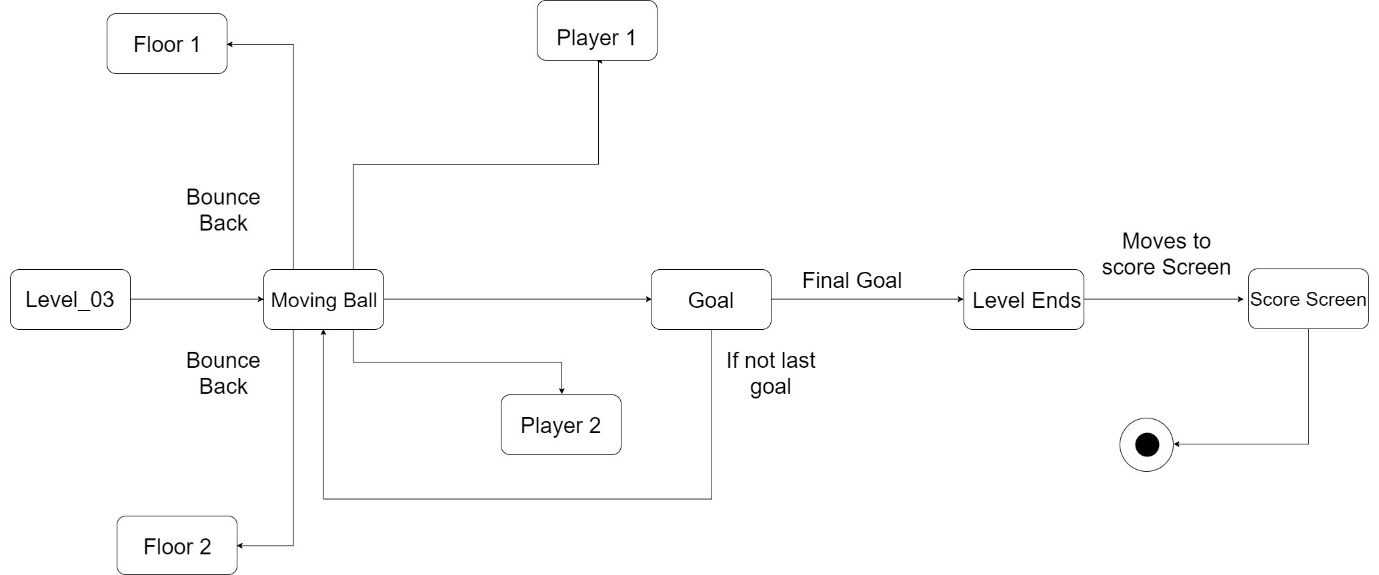 Floor 1
Player 1
Bounce
Back
Level_03
Moving Ball
Goal
Final Goal
Level Ends
Moves to
score Screen
Score Screen
Bounce
Back
If not last
goal
Player 2
Floor 2